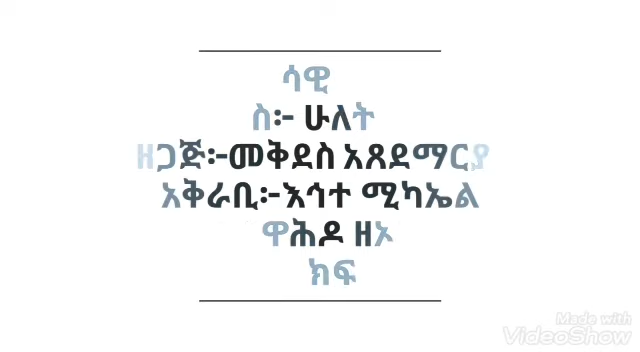 ሳዊ
ስ፦ ሁለት
ዘጋጅ፦መቅደስ አጸደማርያ
አቅራቢ፦እኅተ ሚካኤል
ዋሕዶ ዘኦ
ክፍ
Made with
VideoShow